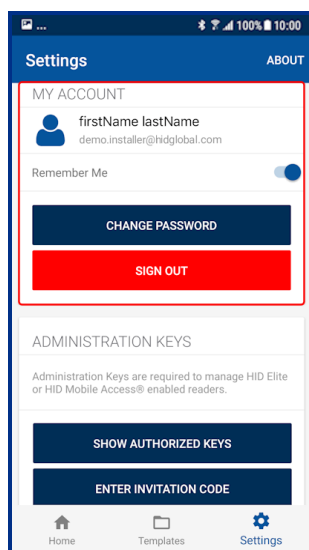 ... 100% 10:00
Settings ABOUT
MY ACCOUNT
firstName lastName
demo.installer@hidglobal.com
Remember Me
CHANGE PASSWORD
SIGN OUT
ADMINISTRATION KEYS
Administration Keys are required to manage HID Elite
or HID Mobile Access® enabled readers.
SHOW AUTHORIZED KEYS
ENTER INVITATION CODE
Home Templates Settings